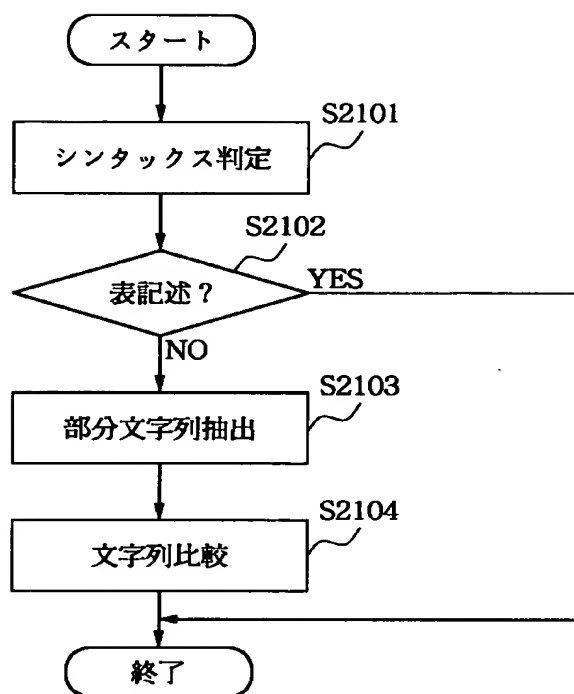 スタート
S2101
シンタックス判定
S2102
表記述？
YES
NO
S2103
部分文字列抽出
S2104
文字列比較
終了